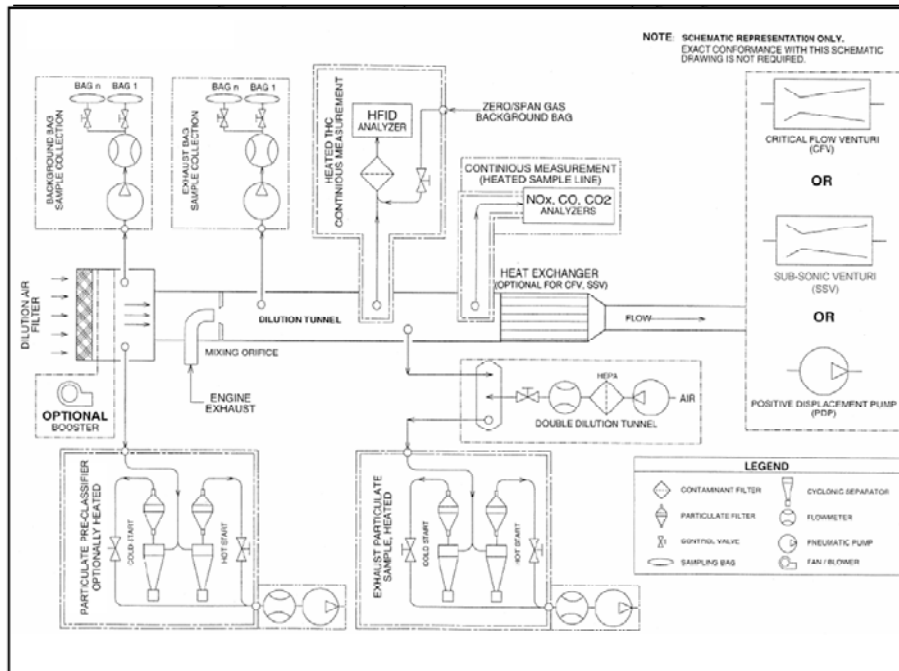 NOTE: SCHEMATIC REPRESENTATION ONLY.
EXACT CONFORMANCE WITH THIS SCHEMATIC
DRAWING IS NOT REQUIRED.
BACKGROUND BAG
SAMPLE COLLECTION
BAG n BAG 1
EXHAUST BAG
SAMPLE COLLECTION
BAG n BAG 1
HEATED THC
CONTINIOUS MEASUREMENT
HFID
ANALYZER
ZERO/SPAN GAS
BACKGROUND BAG
CONTINIOUS MEASUREMENT
(HEATED SAMPLE LINE)
NOx, CO, CO2
ANALYZERS
CRITICAL FLOW VENTURI
(CFV)
OR
SUB-SONIC VENTURI
(SSV)
OR
POSITIVE DISPLACEMENT PUMP
(PDP)
DILUTION AIR
FILTER
OPTIONAL
BOOSTER
MIXING ORIFICE
ENGINE
EXHAUST
DILUTION TUNNEL
HEAT EXCHANGER
(OPTIONAL FOR CFV, SSV)
FLOW
HEPA
AIR
DOUBLE DILUTION TUNNEL
PARTICULATE PRE-CLASSIFIER
OPTIONALLY HEATED
COLD START
HOT START
EXHAUST PARTICULATE
SAMPLE, HEATED
COLD START
HOT START
LEGEND
CONTAMINANT FILTER
CYCLONIC SEPARATOR
PARTICULATE FILTER
FLOWMETER
CONTROL VALVE
PNEUMATIC PUMP
SAMPLING BAG
FAN / BLOWER